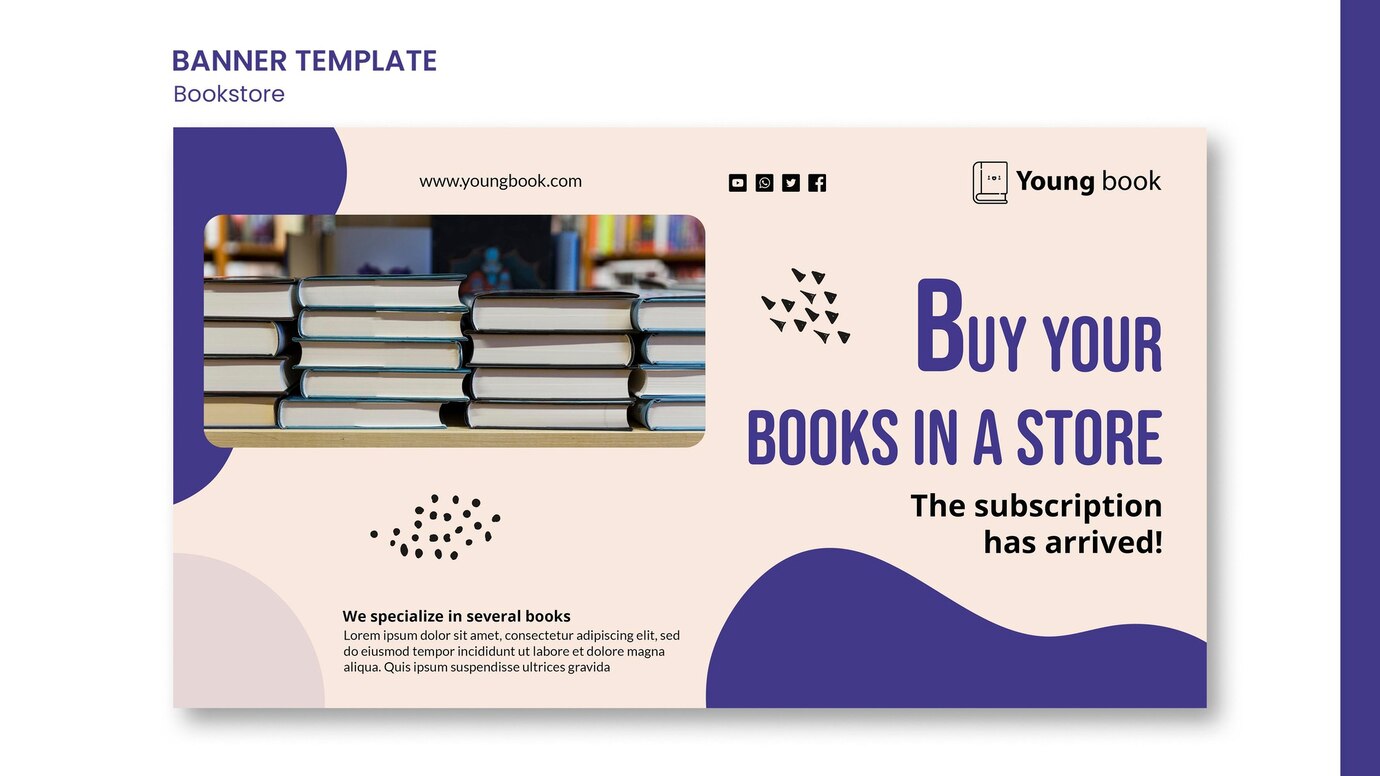 BANNER TEMPLATE
Bookstore
www.youngbook.com
Young book
BUY YOUR
BOOKS IN A STORE
The subscription
has arrived!
We specialize in several books
Lorem ipsum dolor sit amet, consectetur adipiscing elit, sed
do eiusmod tempor incididunt ut labore et dolore magna
aliqua. Quis ipsum suspendisse ultrices gravida